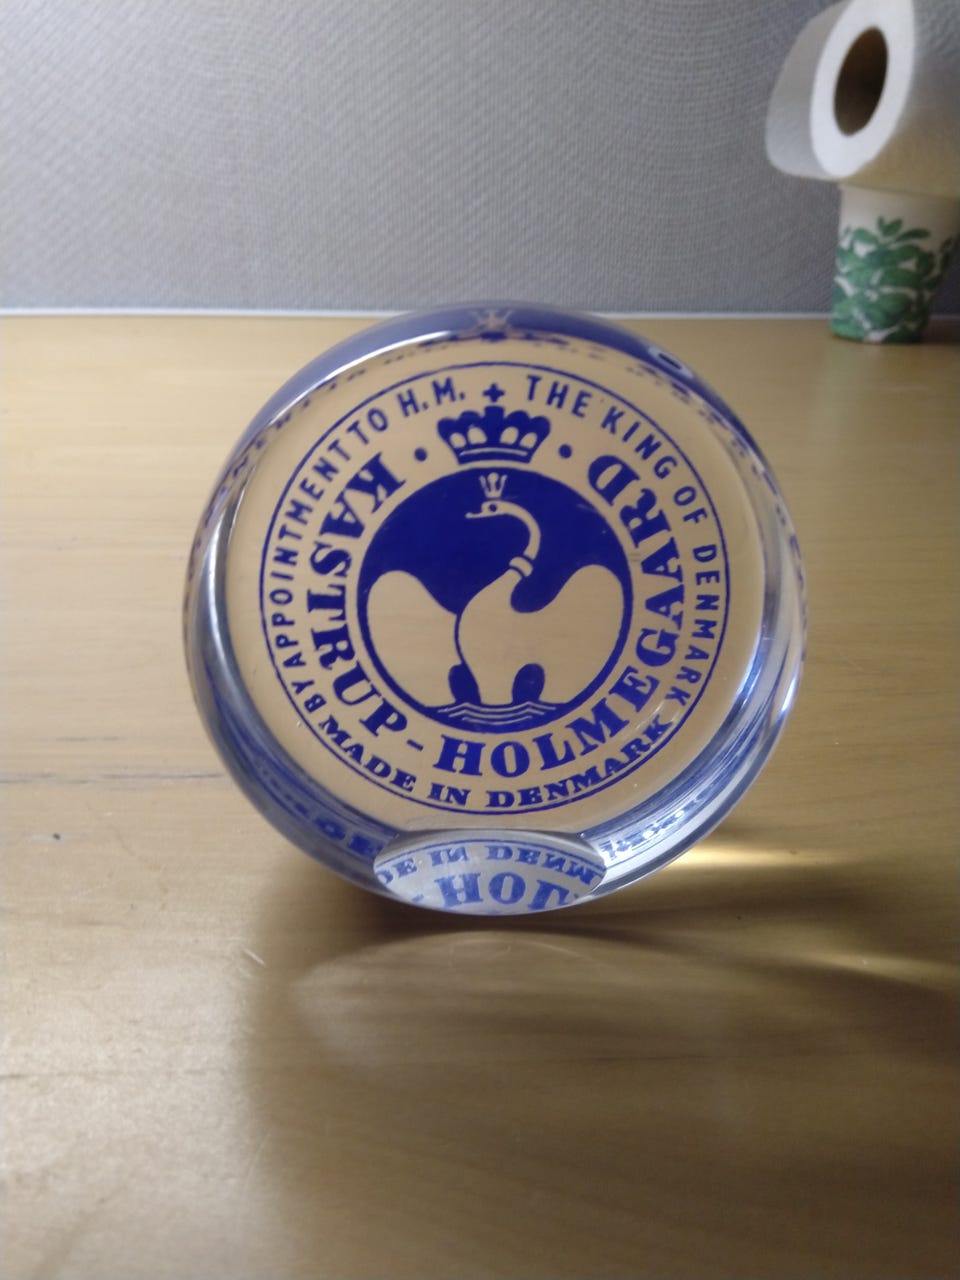 BY APPOINTMENT TO H.M. THE KING OF DENMARK
KASTRUP-HOLMEGAARD
MADE IN DENMARK